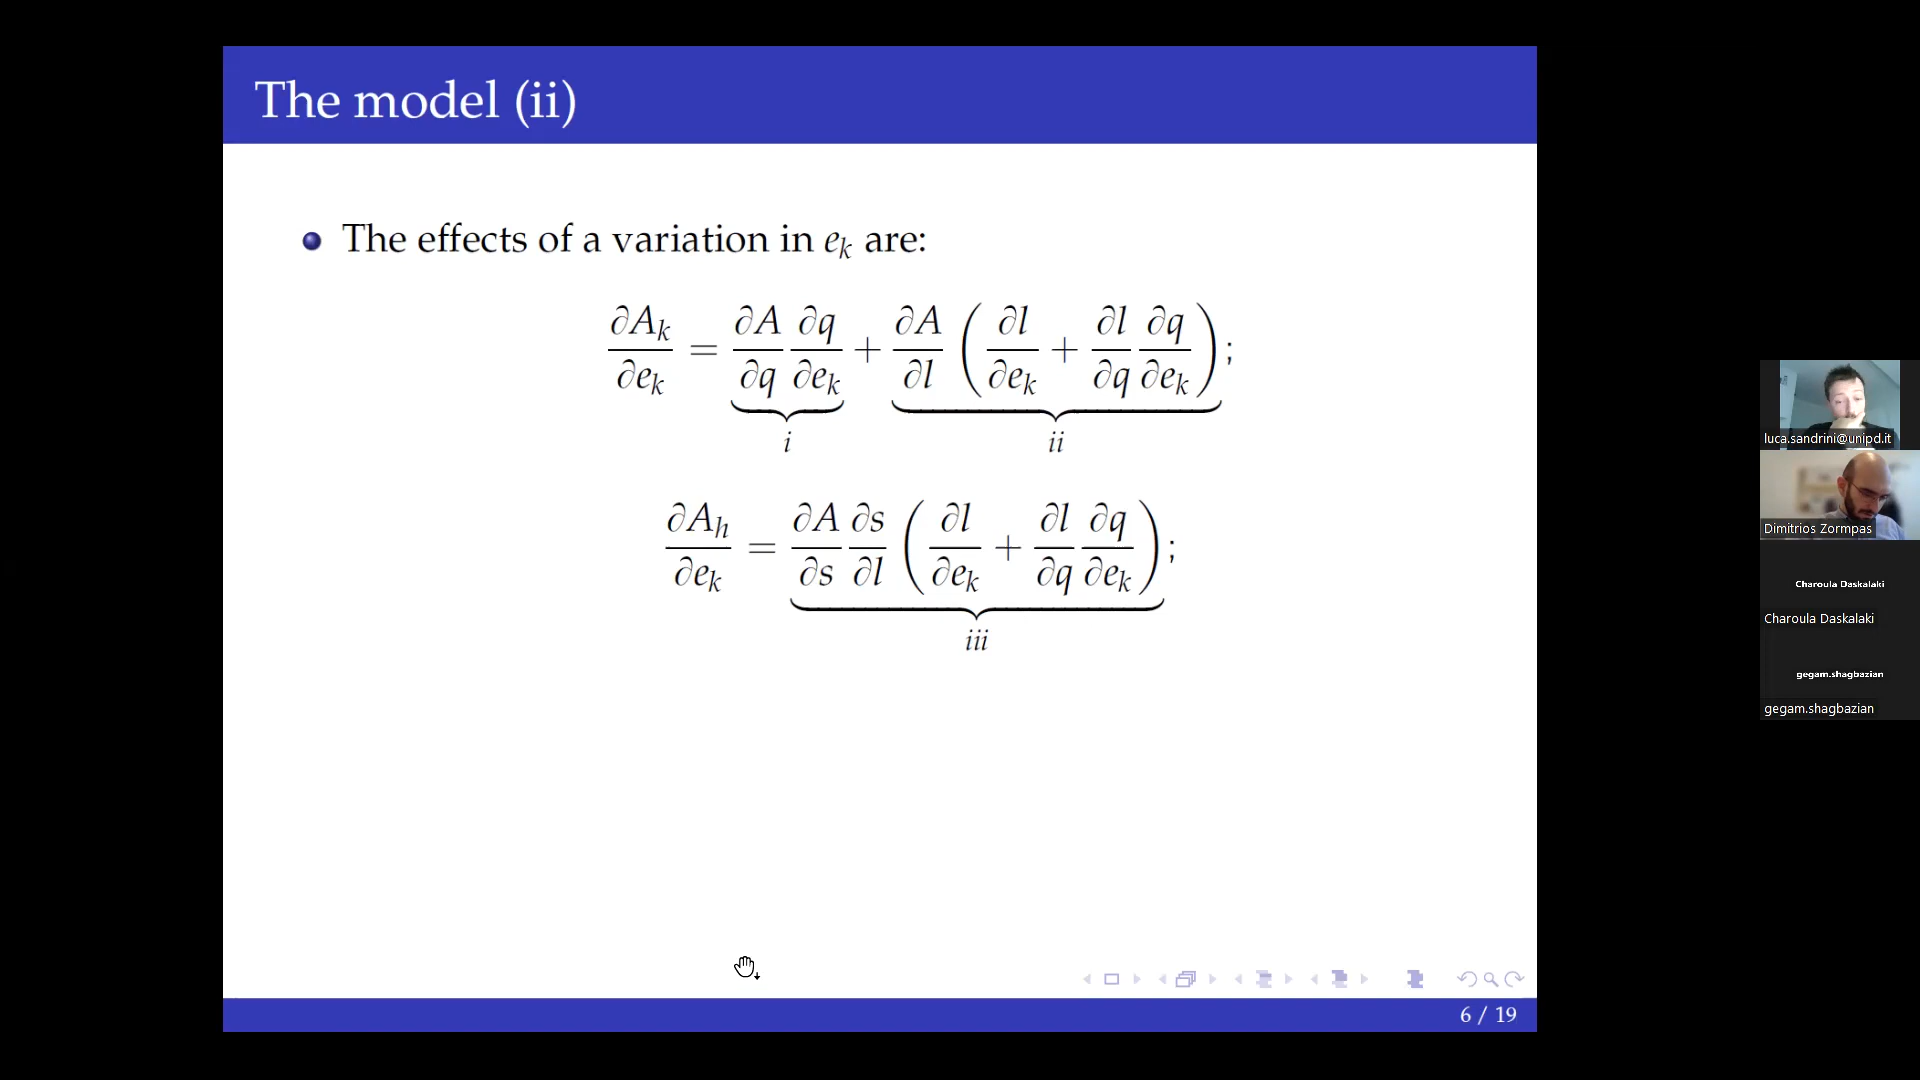 The model (ii)
The effects of a variation in e_k are:
∂A_k/∂e_k = ∂A/∂q ∂q/∂e_k + ∂A/∂l (∂l/∂e_k + ∂l/∂q ∂q/∂e_k);
i ii
∂A_h/∂e_k = ∂A/∂s ∂s/∂l (∂l/∂e_k + ∂l/∂q ∂q/∂e_k);
iii
6 / 19
luca.sandrini@unipd.it
Dimitrios Zormpas
Charoula Daskalaki
Charoula Daskalaki
gegam.shagbazian
gegam.shagbazian